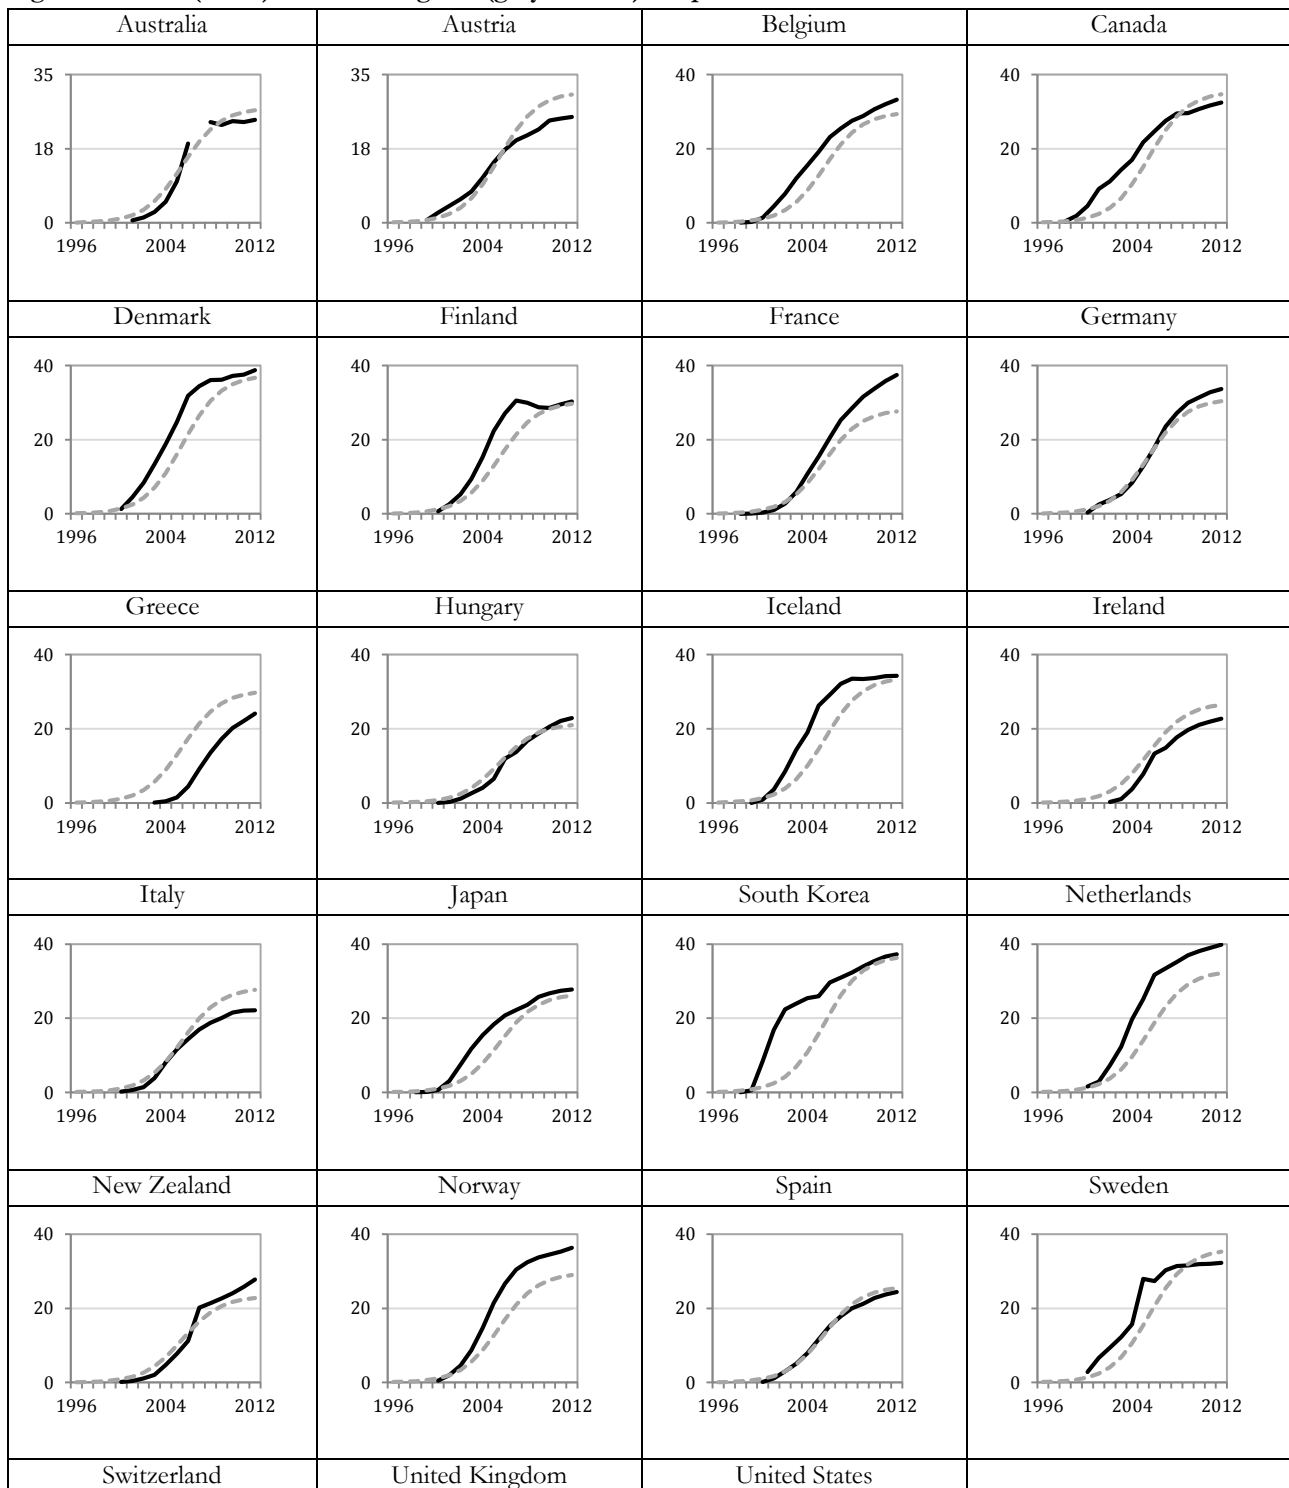 Australia Austria Belgium Canada
35 35 40 40
18 18 20 20
0 0 0 0
1996 2004 2012 1996 2004 2012 1996 2004 2012 1996 2004 2012
Denmark Finland France Germany
40 40 40 40
20 20 20 20
0 0 0 0
1996 2004 2012 1996 2004 2012 1996 2004 2012 1996 2004 2012
Greece Hungary Iceland Ireland
40 40 40 40
20 20 20 20
0 0 0 0
1996 2004 2012 1996 2004 2012 1996 2004 2012 1996 2004 2012
Italy Japan South Korea Netherlands
40 40 40 40
20 20 20 20
0 0 0 0
1996 2004 2012 1996 2004 2012 1996 2004 2012 1996 2004 2012
New Zealand Norway Spain Sweden
40 40 40 40
20 20 20 20
0 0 0 0
1996 2004 2012 1996 2004 2012 1996 2004 2012 1996 2004 2012
Switzerland United Kingdom United States